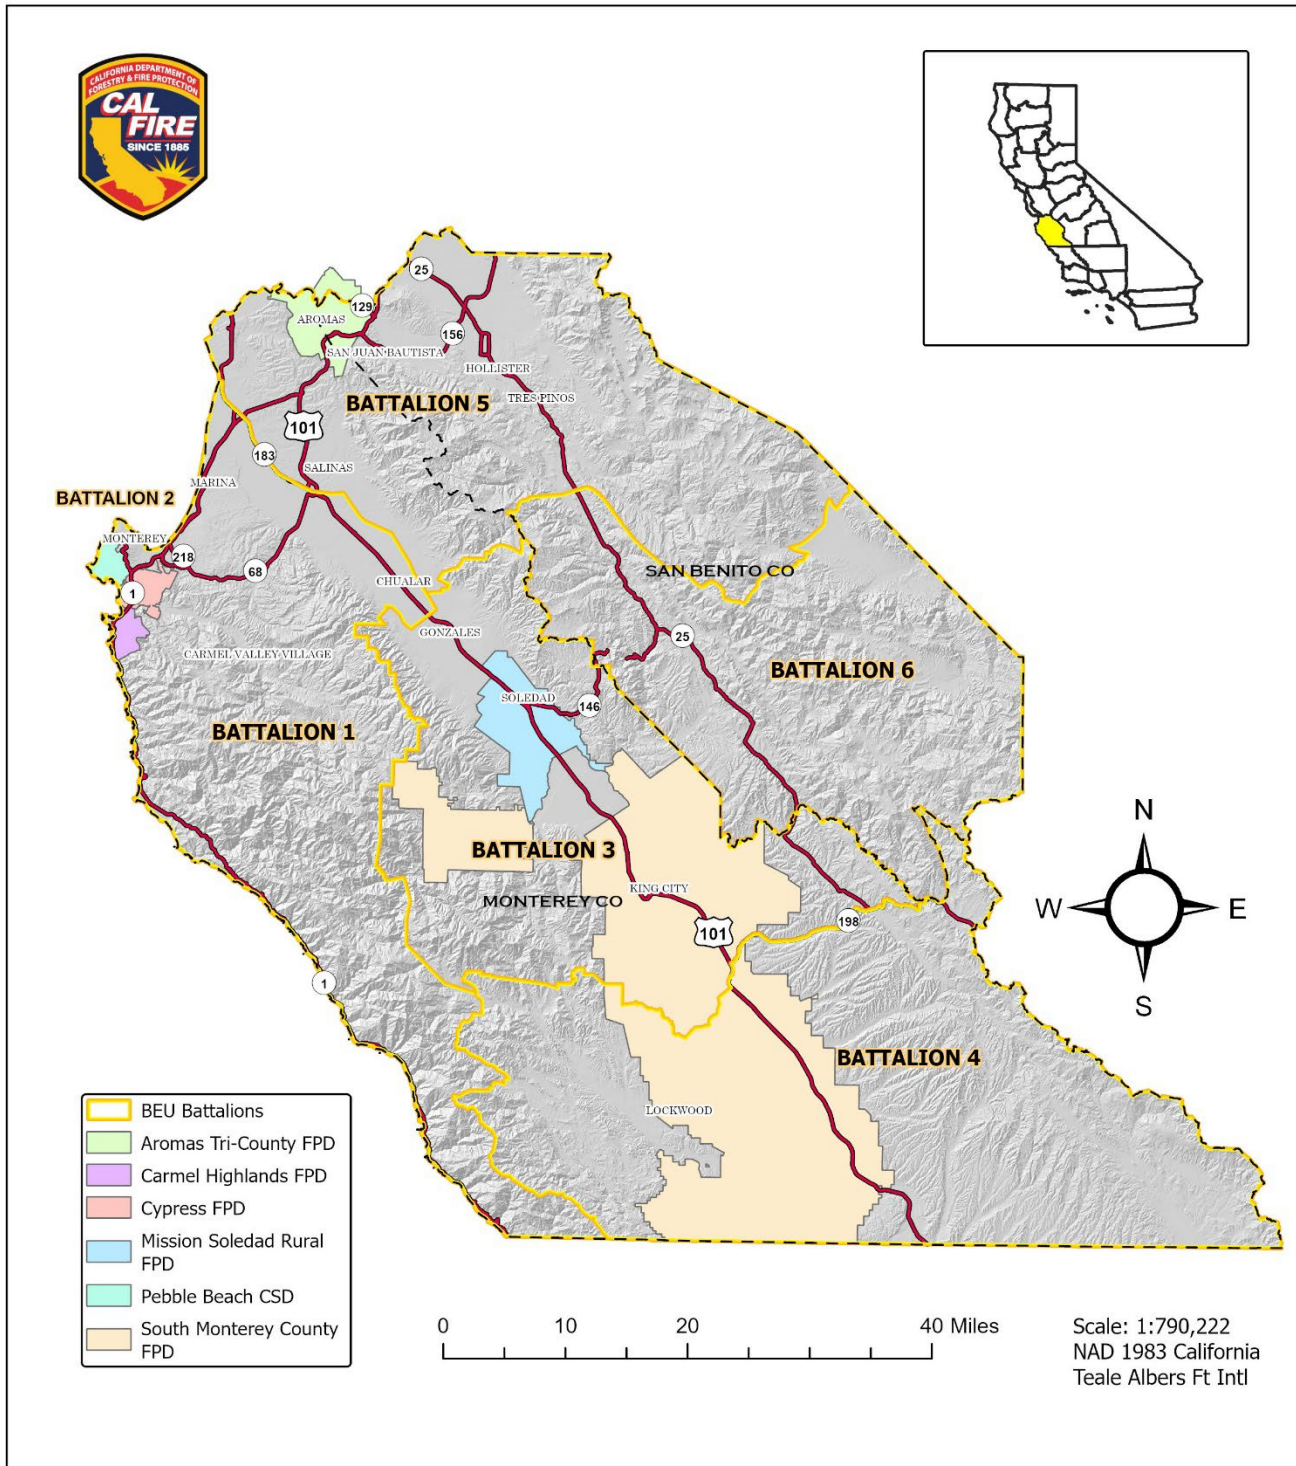 CALIFORNIA DEPARTMENT OF
FORESTRY & FIRE PROTECTION
CAL
FIRE
SINCE 1885
25
129
AROMAS
156
SAN JUAN BAUTISTA
HOLLISTER
TRES PINOS
BATTALION 5
101
183
SALINAS
MARINA
BATTALION 2
MONTEREY
218
68
1
CHUALAR
SAN BENITO CO
GONZALES
25
CARMEL VALLEY VILLAGE
BATTALION 6
SOLEDAD
146
BATTALION 1
BATTALION 3
KING CITY
MONTEREY CO
198
101
1
BATTALION 4
LOCKWOOD
N
W
E
S
BEU Battalions
Aromas Tri-County FPD
Carmel Highlands FPD
Cypress FPD
Mission Soledad Rural
FPD
Pebble Beach CSD
South Monterey County
FPD
0 10 20 40 Miles
Scale: 1:790,222
NAD 1983 California
Teale Albers Ft Intl